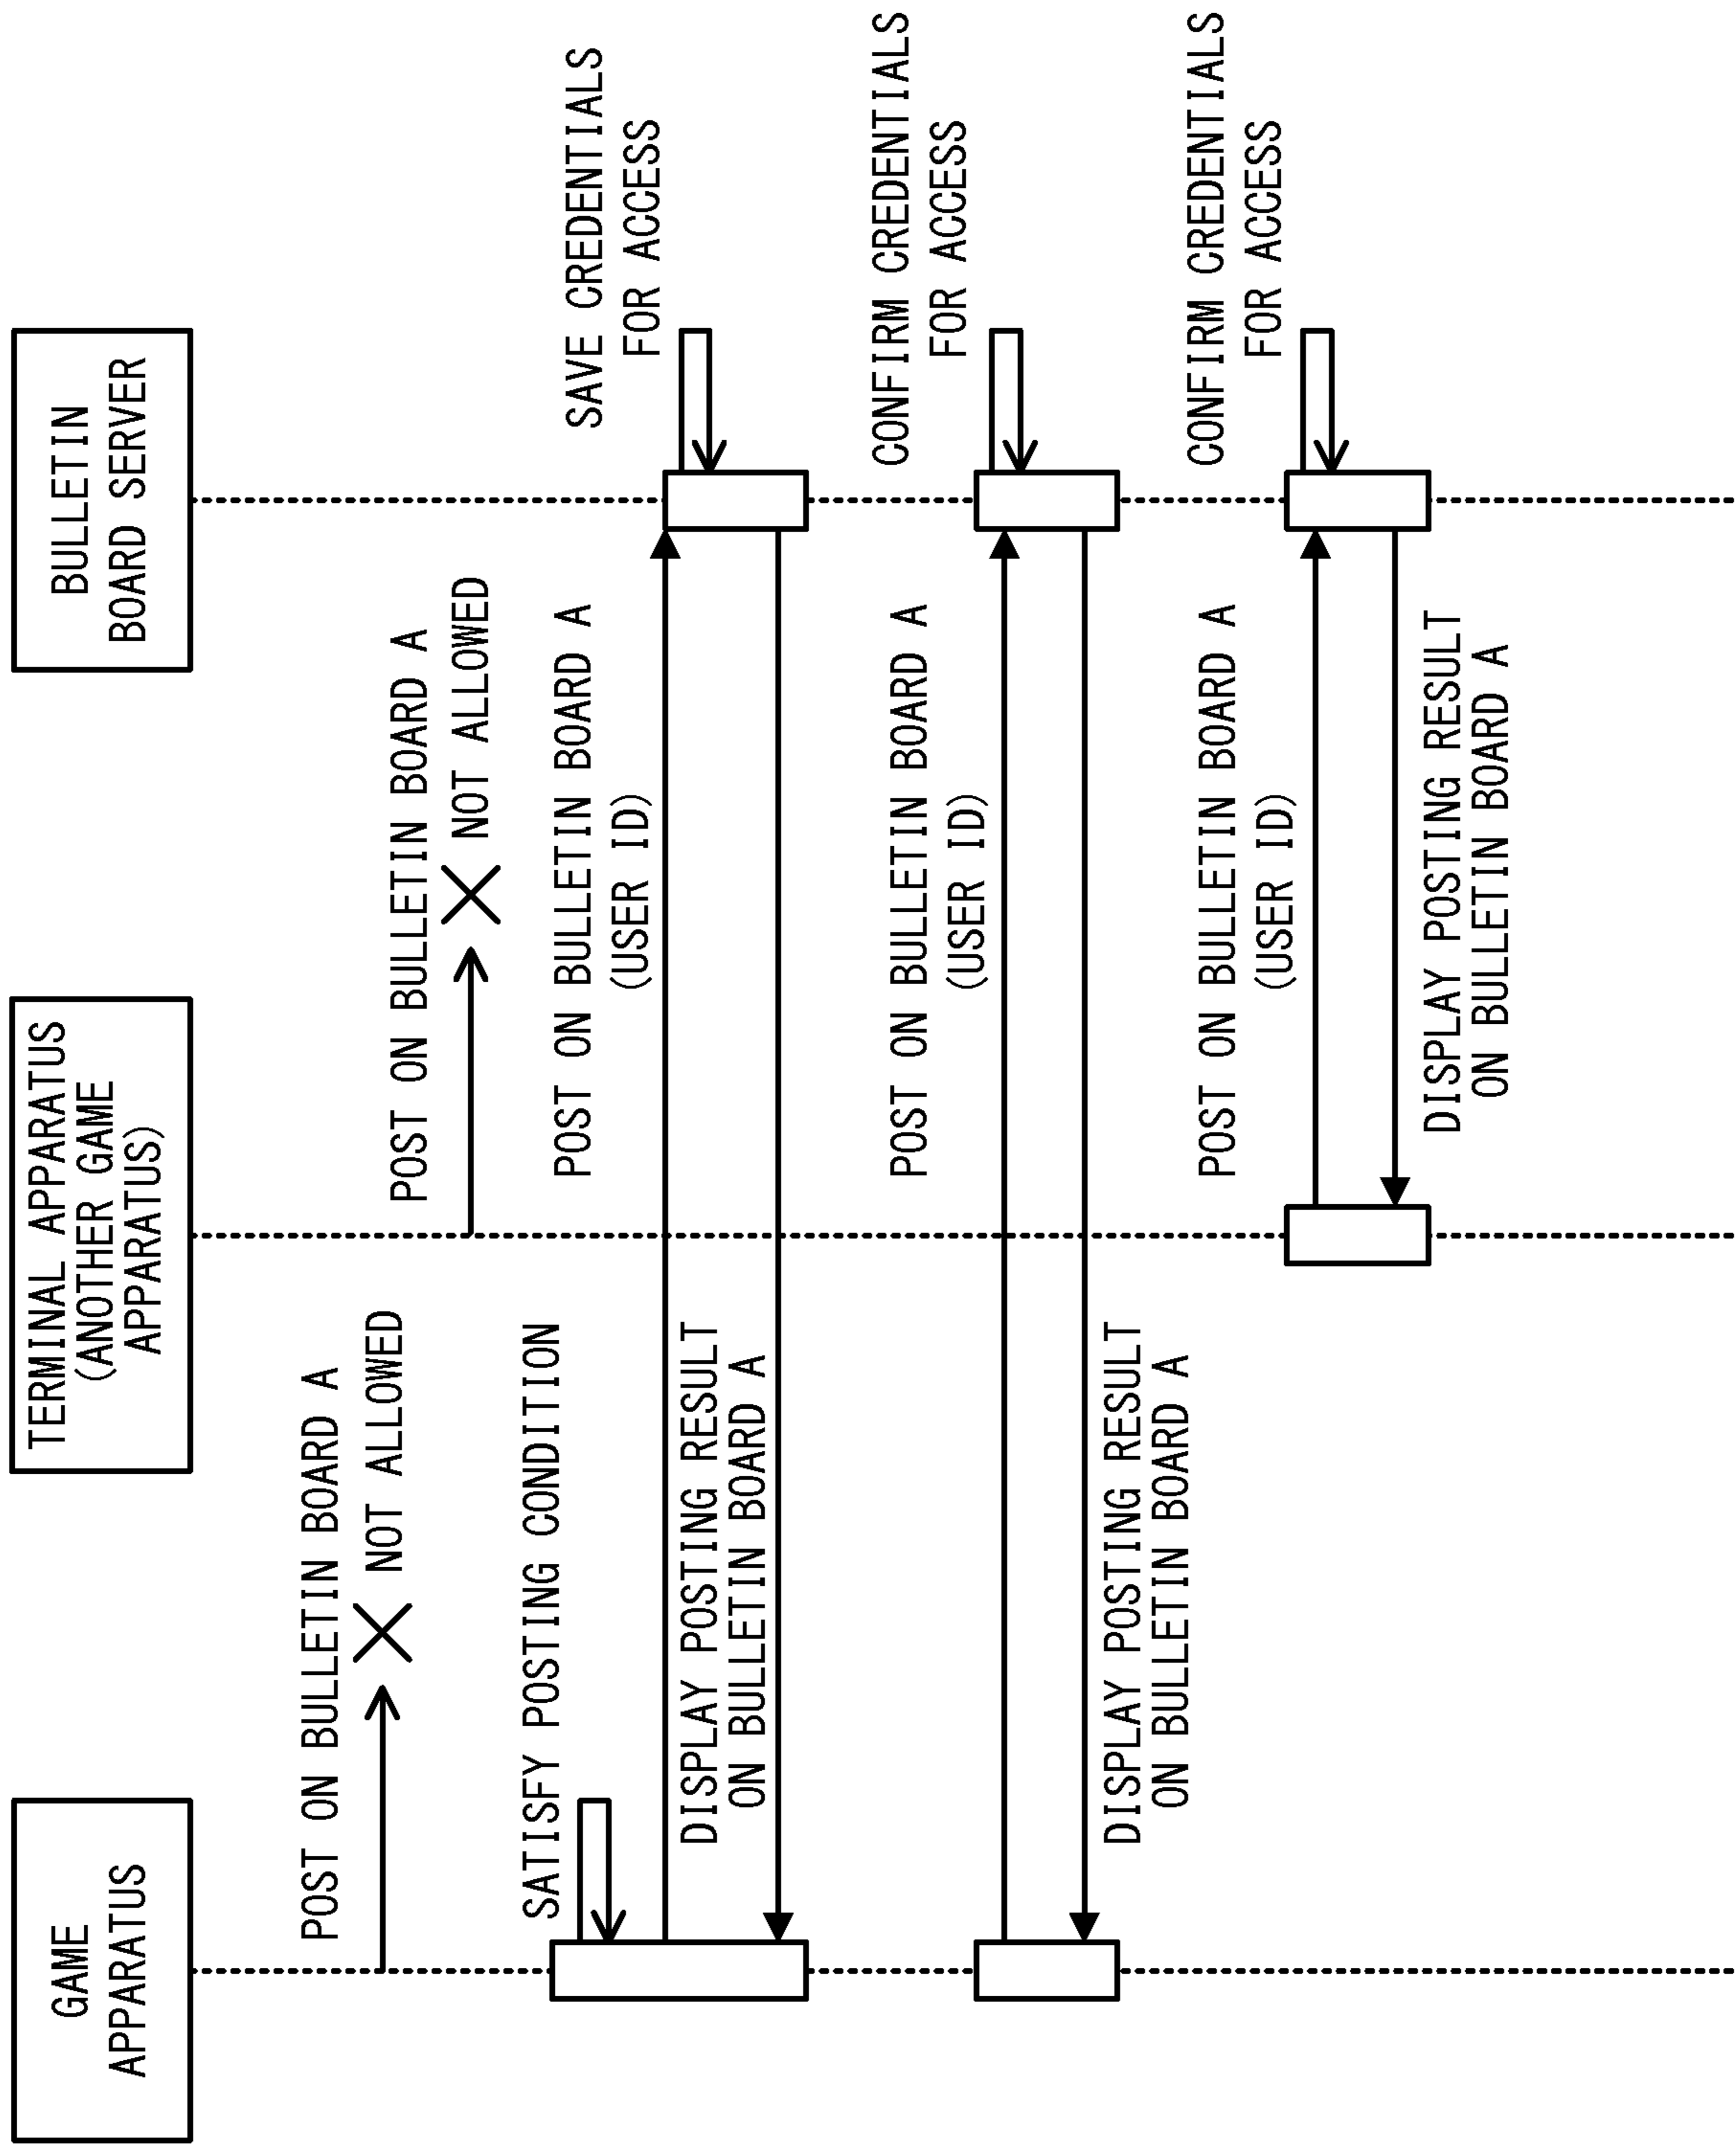 GAME
APPARATUS
TERMINAL APPARATUS
(ANOTHER GAME
APPARATUS)
BULLETIN
BOARD SERVER
POST ON BULLETIN BOARD A
NOT ALLOWED
POST ON BULLETIN BOARD A
NOT ALLOWED
SATISFY POSTING CONDITION
POST ON BULLETIN BOARD A
(USER ID)
SAVE CREDENTIALS
FOR ACCESS
DISPLAY POSTING RESULT
ON BULLETIN BOARD A
POST ON BULLETIN BOARD A
(USER ID)
CONFIRM CREDENTIALS
FOR ACCESS
DISPLAY POSTING RESULT
ON BULLETIN BOARD A
POST ON BULLETIN BOARD A
(USER ID)
CONFIRM CREDENTIALS
FOR ACCESS
DISPLAY POSTING RESULT
ON BULLETIN BOARD A